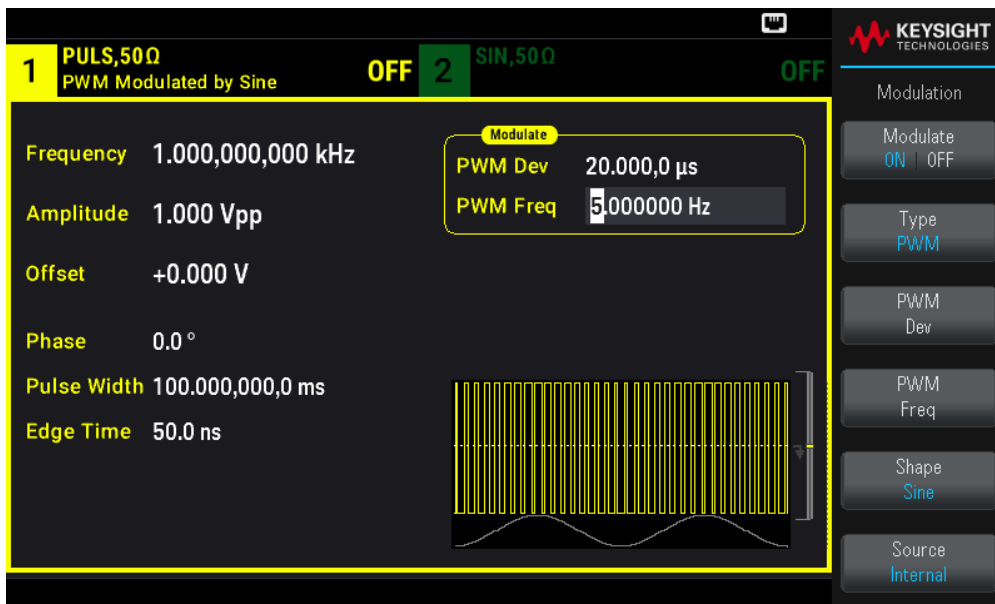 1 PULS,50Ω OFF
PWM Modulated by Sine
2 SIN,50Ω OFF
Frequency 1.000,000,000 kHz
Amplitude 1.000 Vpp
Offset +0.000 V
Phase 0.0 °
Pulse Width 100.000,000,0 ms
Edge Time 50.0 ns
Modulate
PWM Dev 20.000,0 µs
PWM Freq 5.000000 Hz
KEYSIGHT
TECHNOLOGIES
Modulation
Modulate
ON | OFF
Type
PWM
PWM
Dev
PWM
Freq
Shape
Sine
Source
Internal